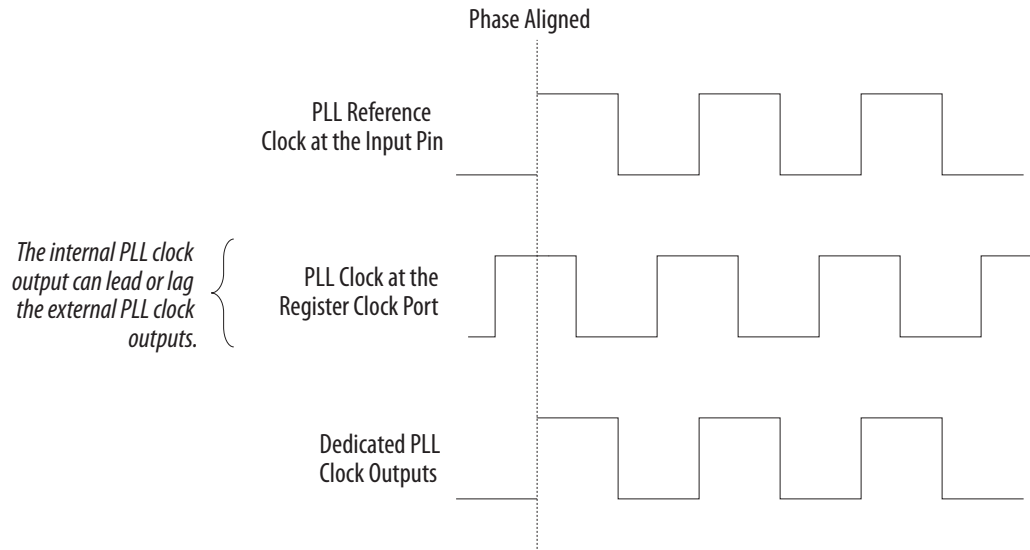 Phase Aligned
PLL Reference
Clock at the Input Pin
The internal PLL clock
output can lead or lag
the external PLL clock
outputs.
PLL Clock at the
Register Clock Port
Dedicated PLL
Clock Outputs